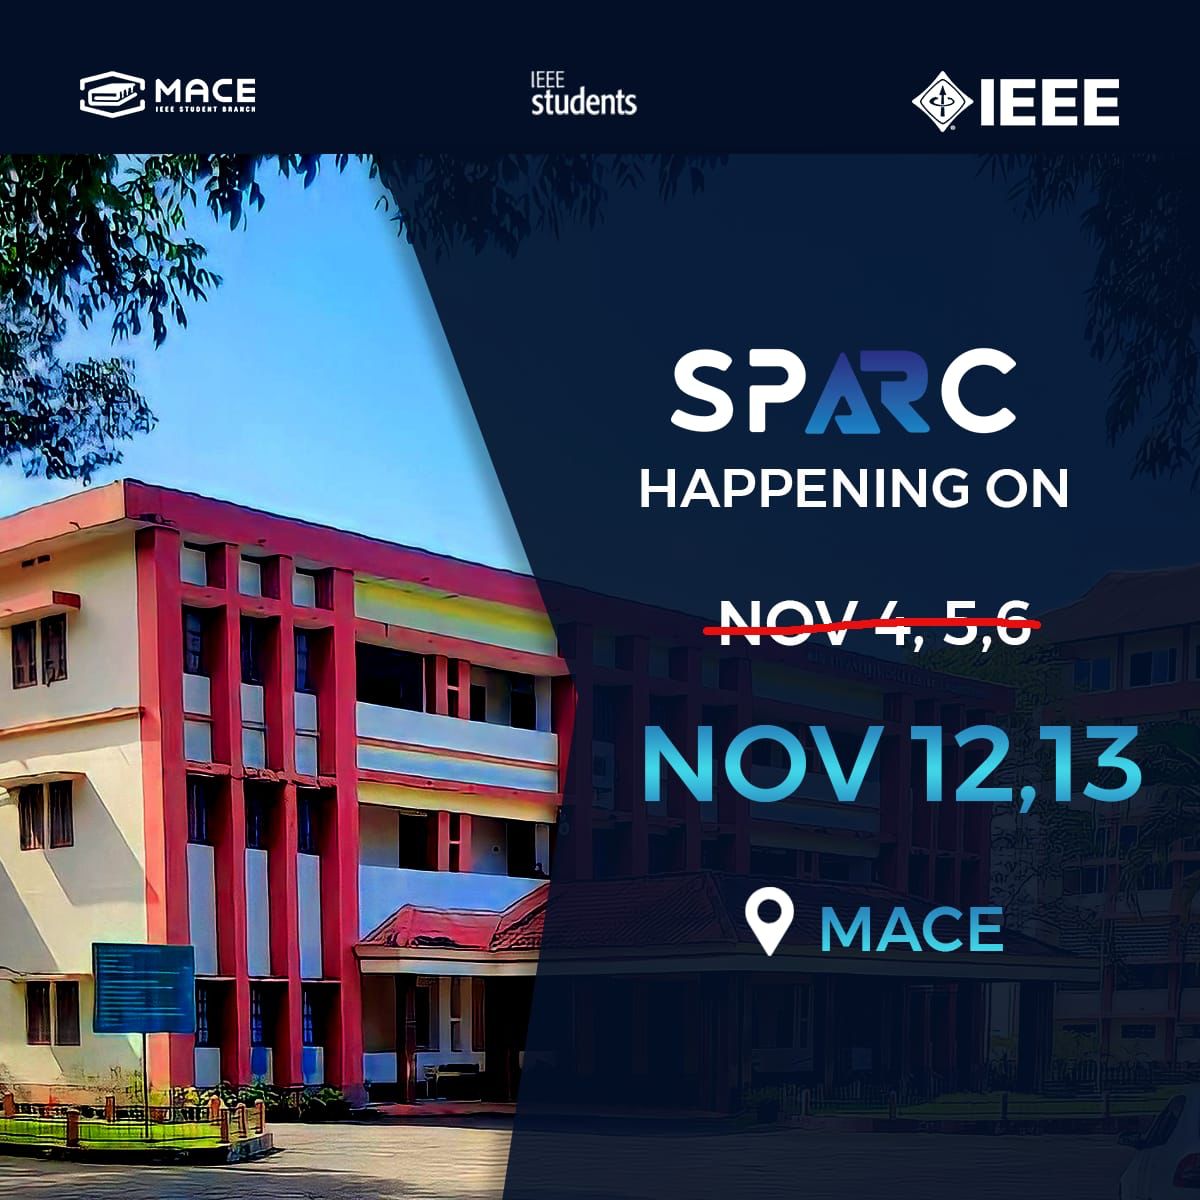 MACE
IEEE STUDENT BRANCH
IEEE
students
IEEE
SPARC
HAPPENING ON
NOV 4, 5,6
NOV 12,13
MACE